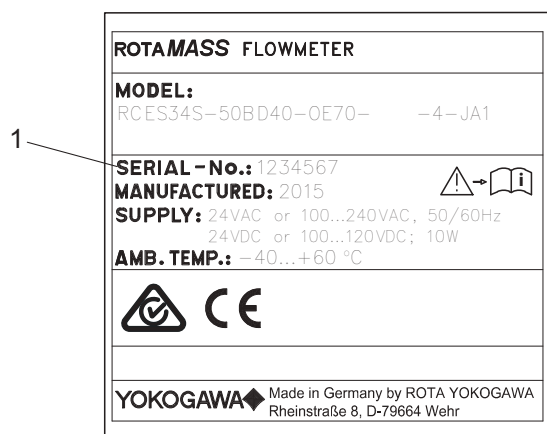 ROTAMASS FLOWMETER
MODEL:
RCES34S-50BD40-0E70-    -4-JA1
1
SERIAL-No.: 1234567
MANUFACTURED: 2015
SUPPLY: 24VAC or 100...240VAC, 50/60Hz
24VDC or 100...120VDC; 10W
AMB. TEMP.: -40...+60 °C
CE
YOKOGAWA Made in Germany by ROTA YOKOGAWA
Rheinstraße 8, D-79664 Wehr